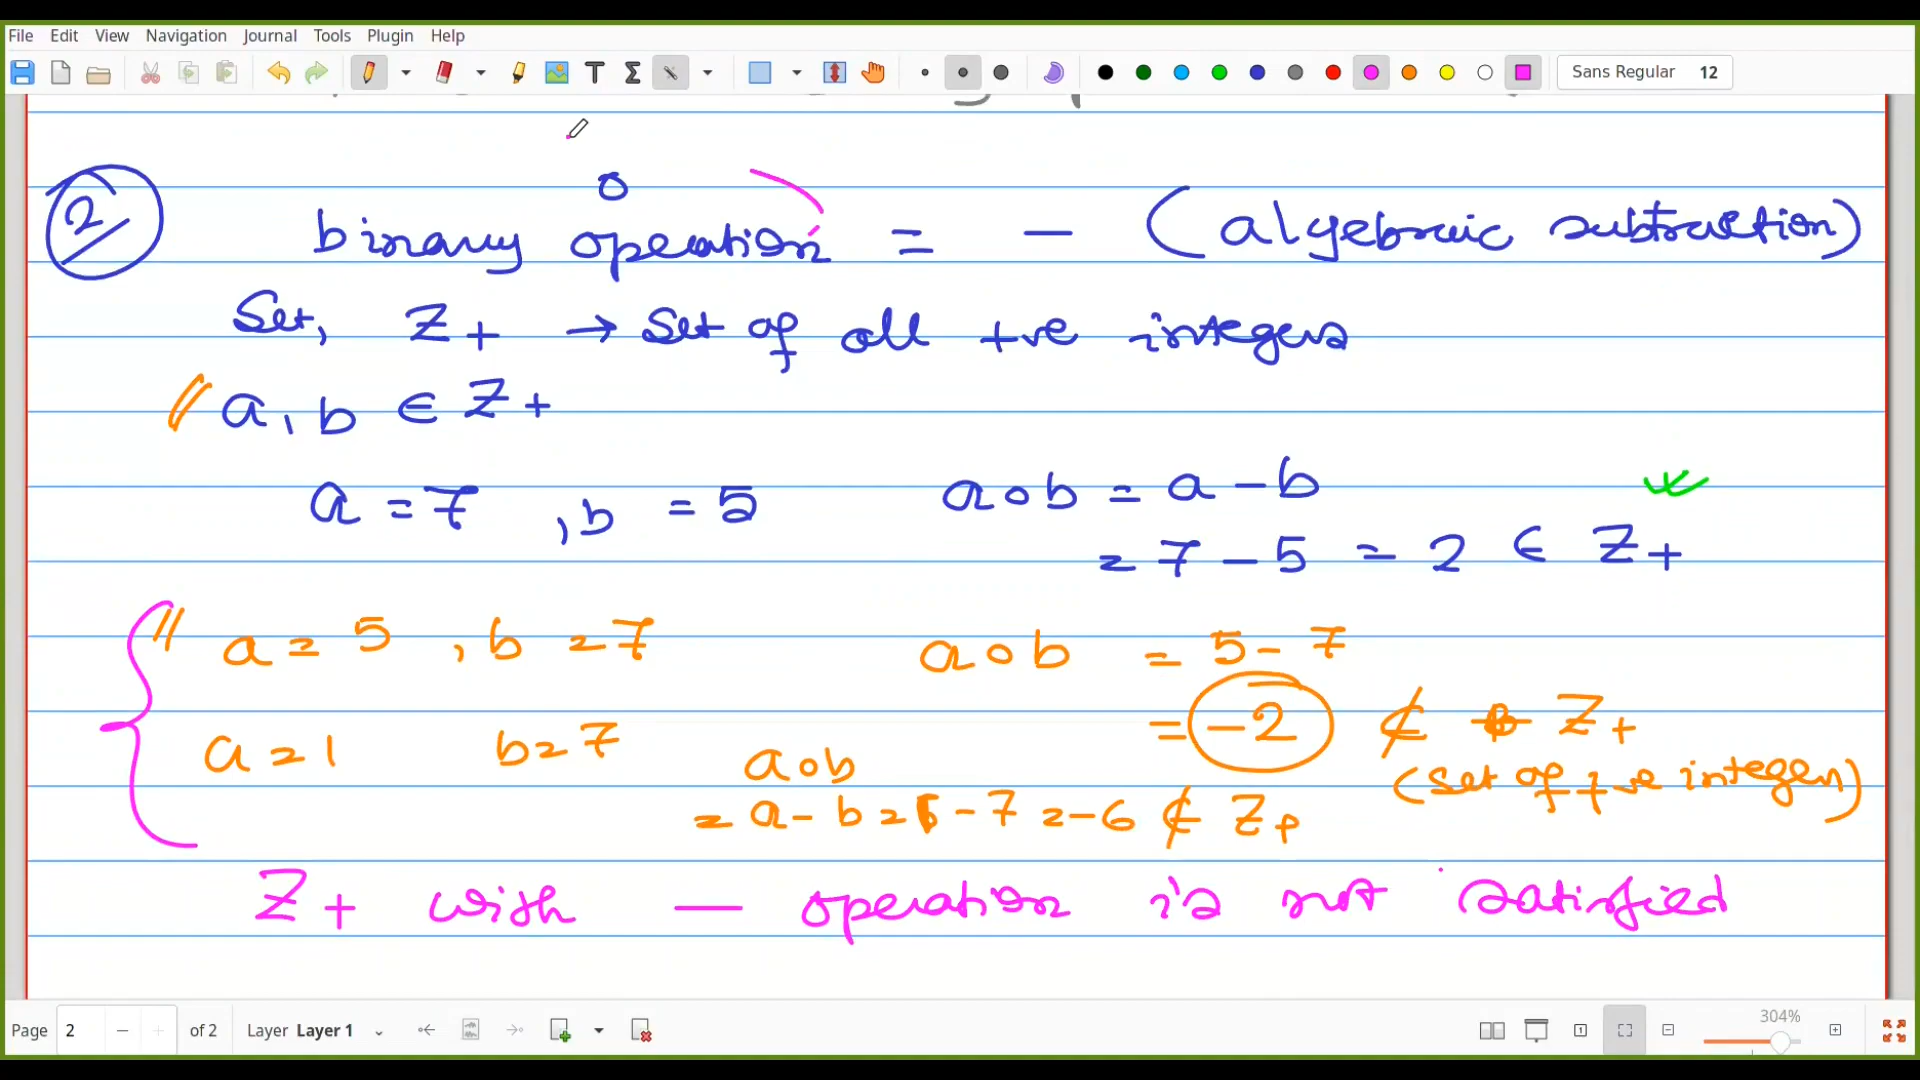 File Edit View Navigation Journal Tools Plugin Help
Sans Regular 12
2
o
binary operation = - (algebraic subtraction)
Set, Z+ → Set of all +ve integers
a, b ∈ Z+
a = 7 , b = 5 a o b = a - b
= 7 - 5 = 2 ∈ Z+
a = 5 , b = 7 a o b = 5 - 7
= -2 ∉ Z+
(set of +ve integer)
a = 1 b = 7 a o b
= a - b = 1 - 7 = -6 ∉ Z+
Z+ with - operation is not satisfied
Page 2 of 2 Layer Layer 1 304%